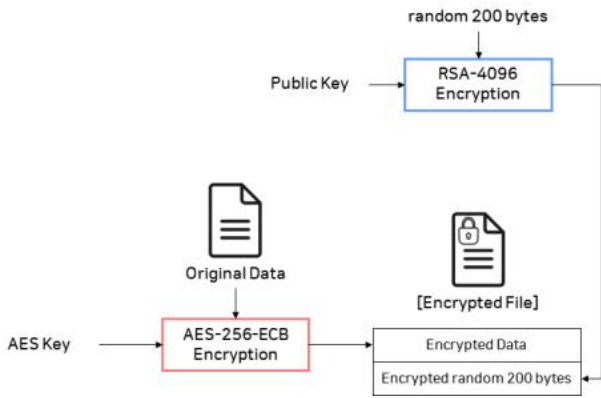 random 200 bytes
Public Key
RSA-4096
Encryption
Original Data
[Encrypted File]
AES Key
AES-256-ECB
Encryption
Encrypted Data
Encrypted random 200 bytes